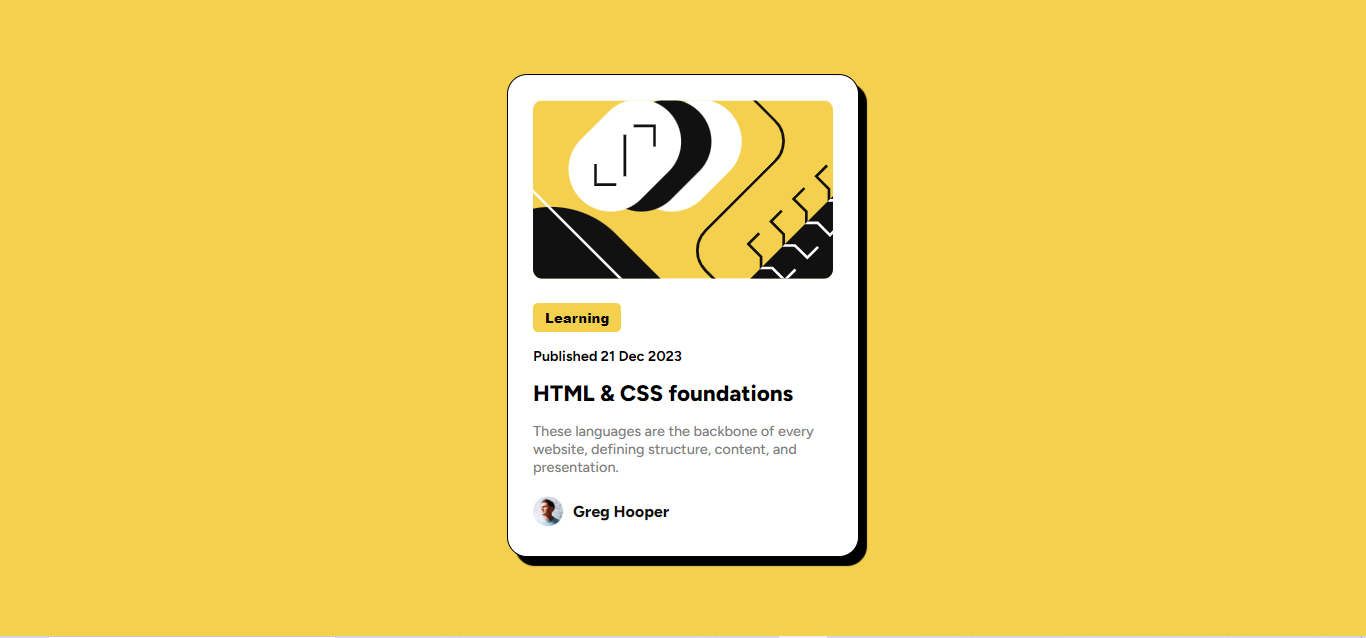 Learning
Published 21 Dec 2023
HTML & CSS foundations
These languages are the backbone of every
website, defining structure, content, and
presentation.
Greg Hooper